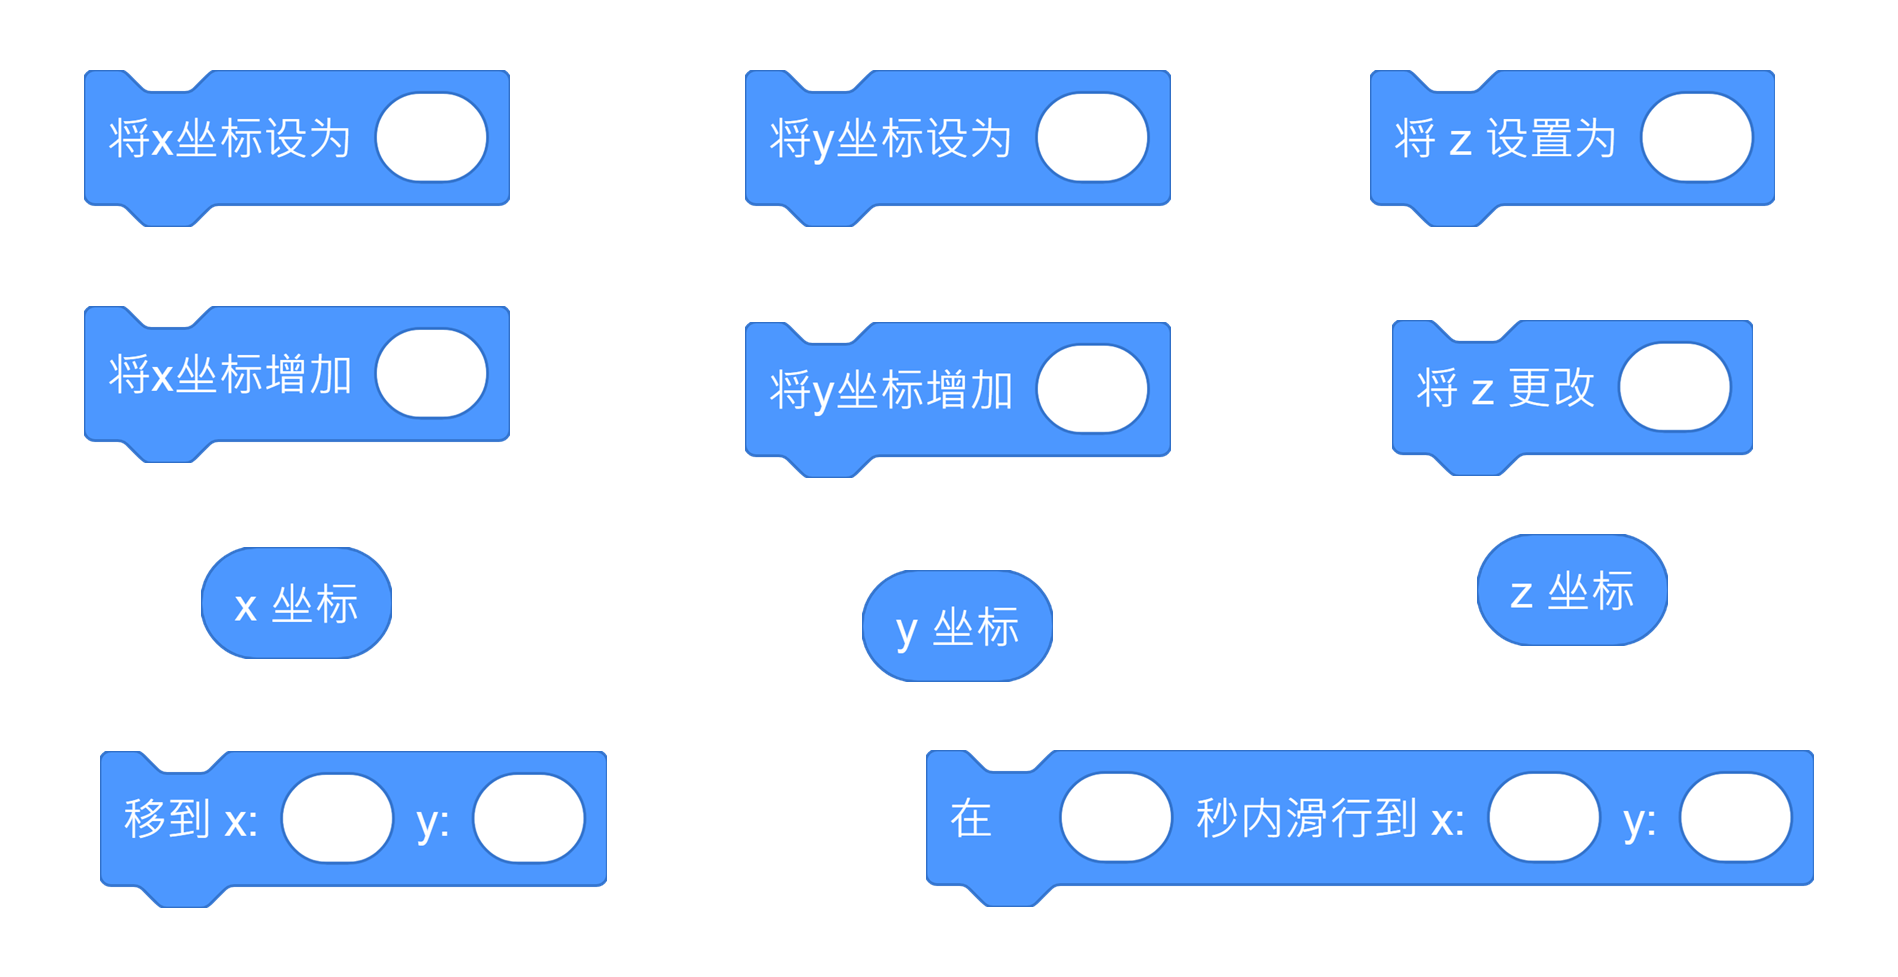 将x坐标设为
将y坐标设为
将 z 设置为
将x坐标增加
将y坐标增加
将 z 更改
x 坐标
y 坐标
z 坐标
移到 x: y:
在 秒内滑行到 x: y: